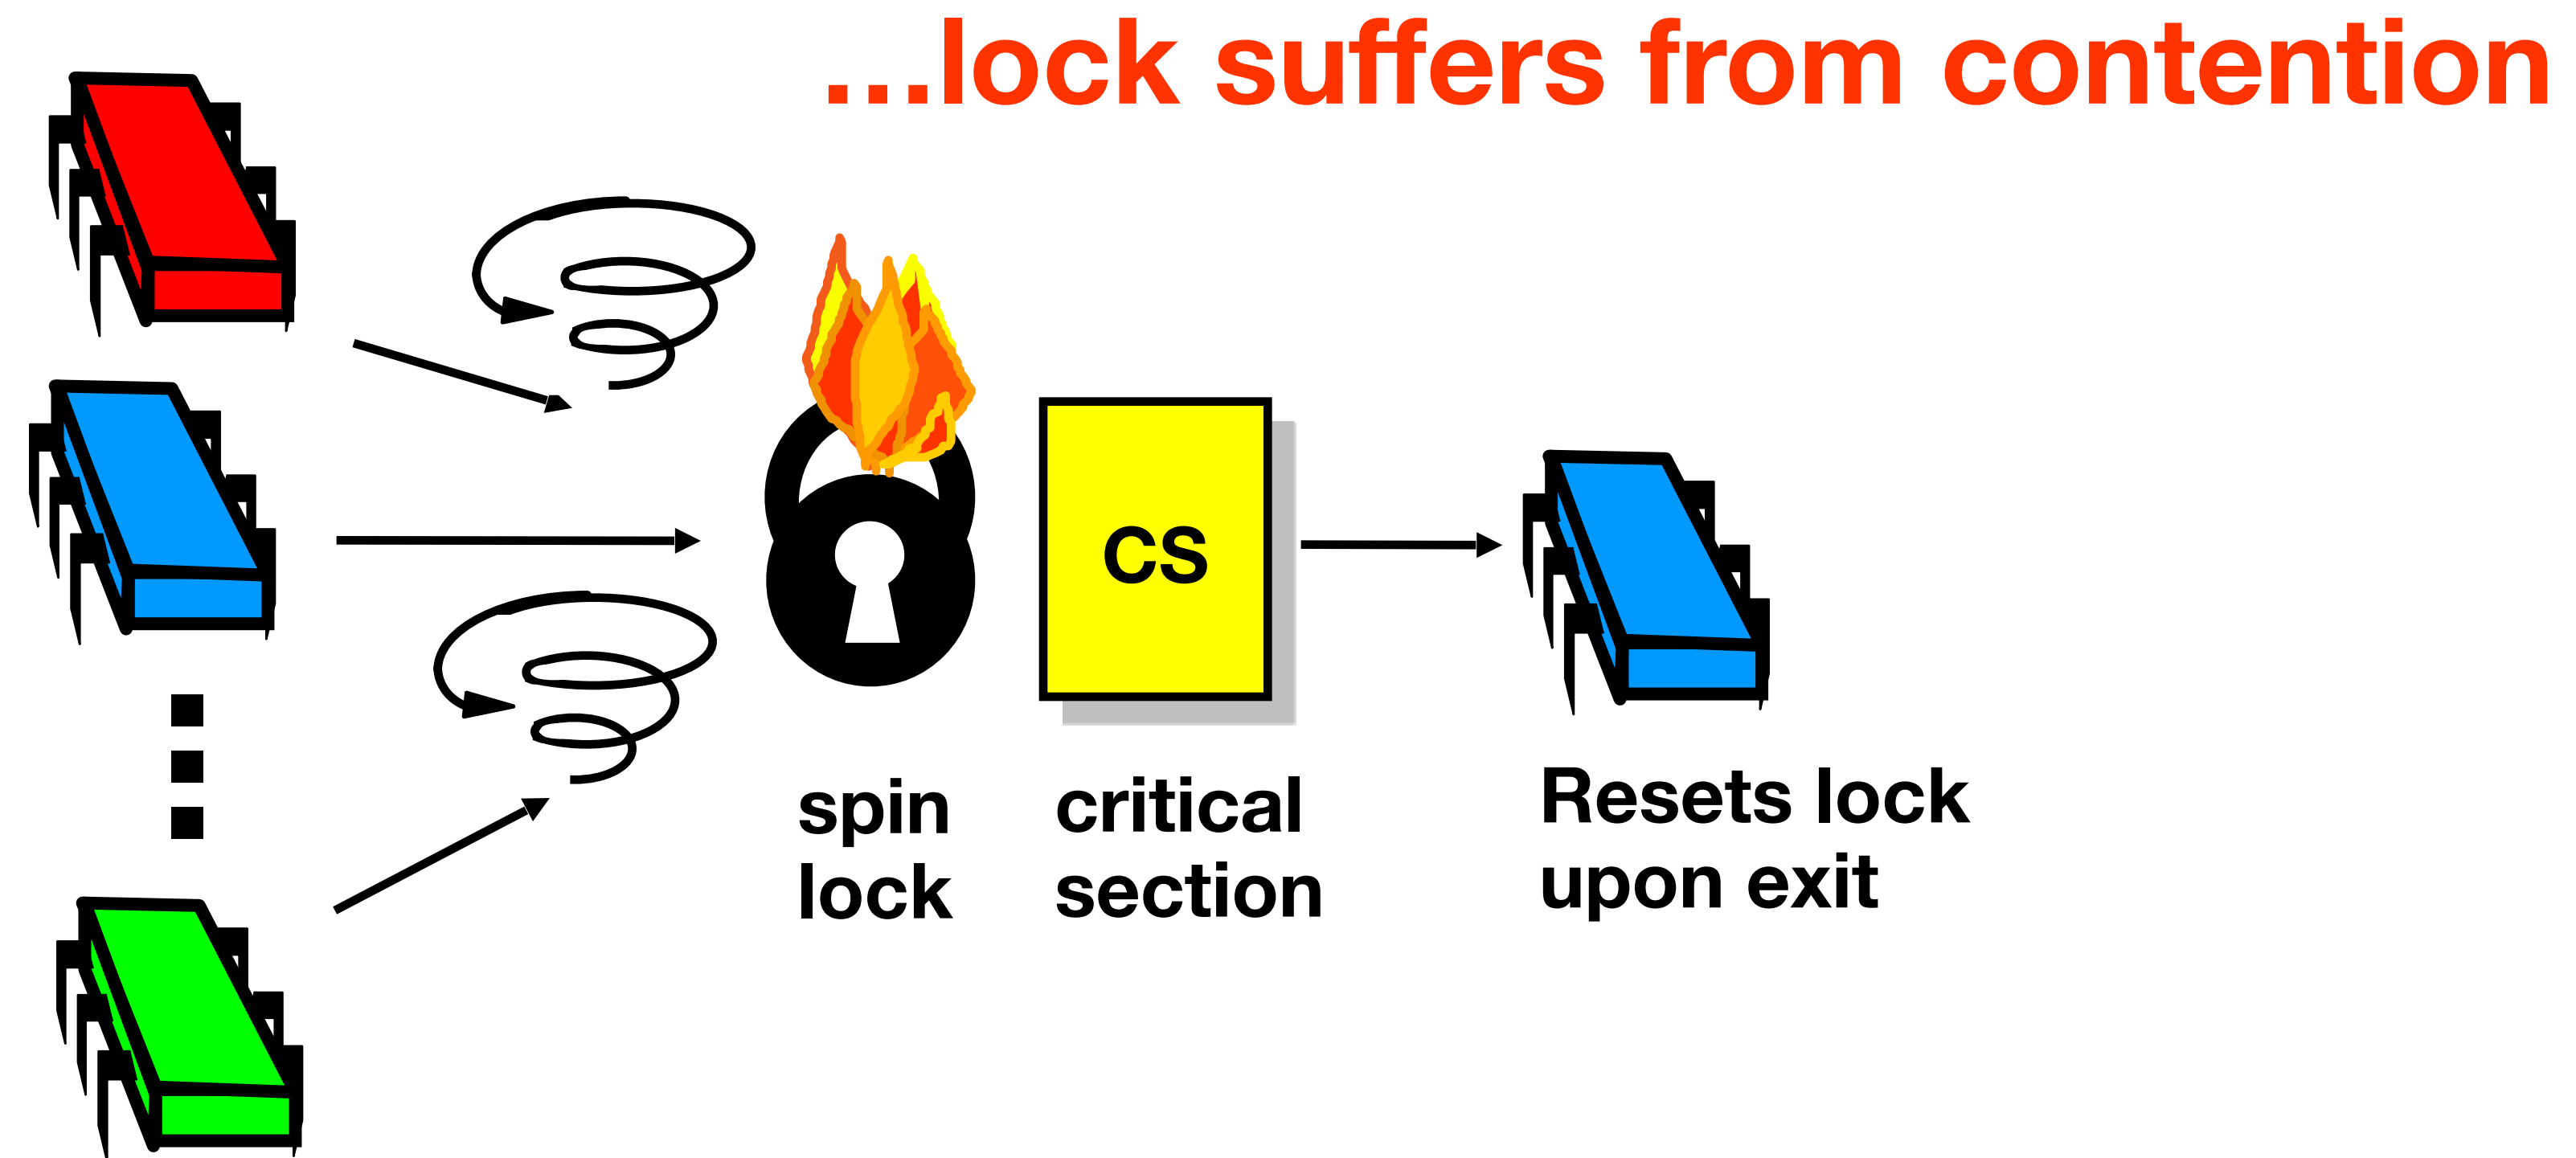 ...lock suffers from contention
CS
spin
lock
critical
section
Resets lock
upon exit